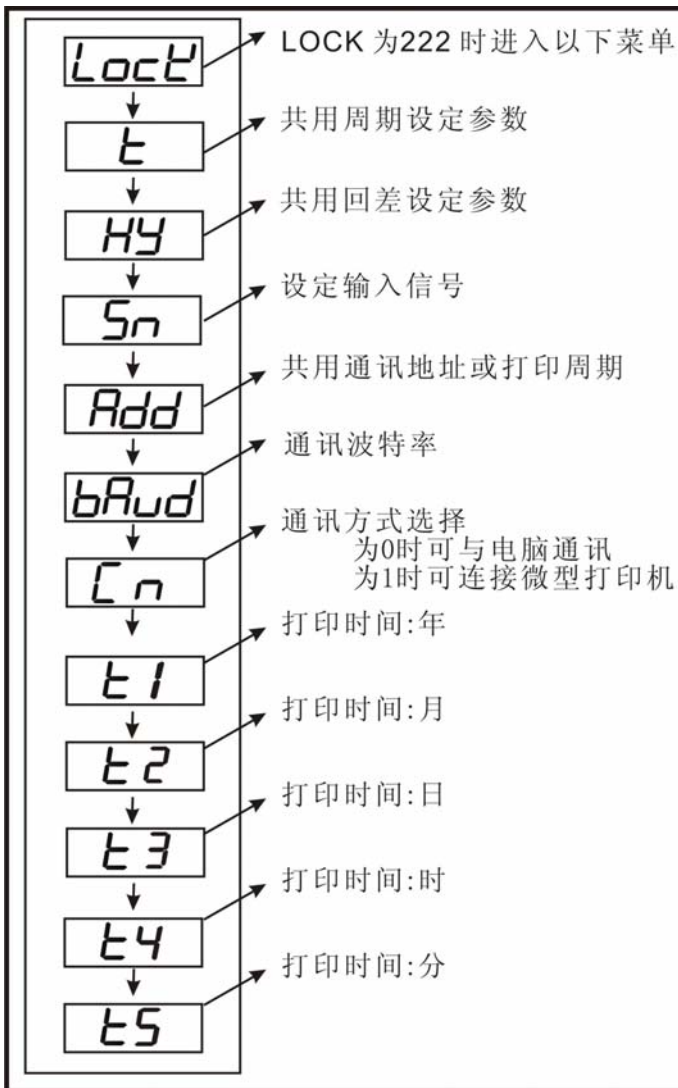 LocK
LOCK 为222 时进入以下菜单
t
共用周期设定参数
HY
共用回差设定参数
Sn
设定输入信号
Add
共用通讯地址或打印周期
bAud
通讯波特率
Cn
通讯方式选择
为0时可与电脑通讯
为1时可连接微型打印机
t1
打印时间:年
t2
打印时间:月
t3
打印时间:日
t4
打印时间:时
t5
打印时间:分